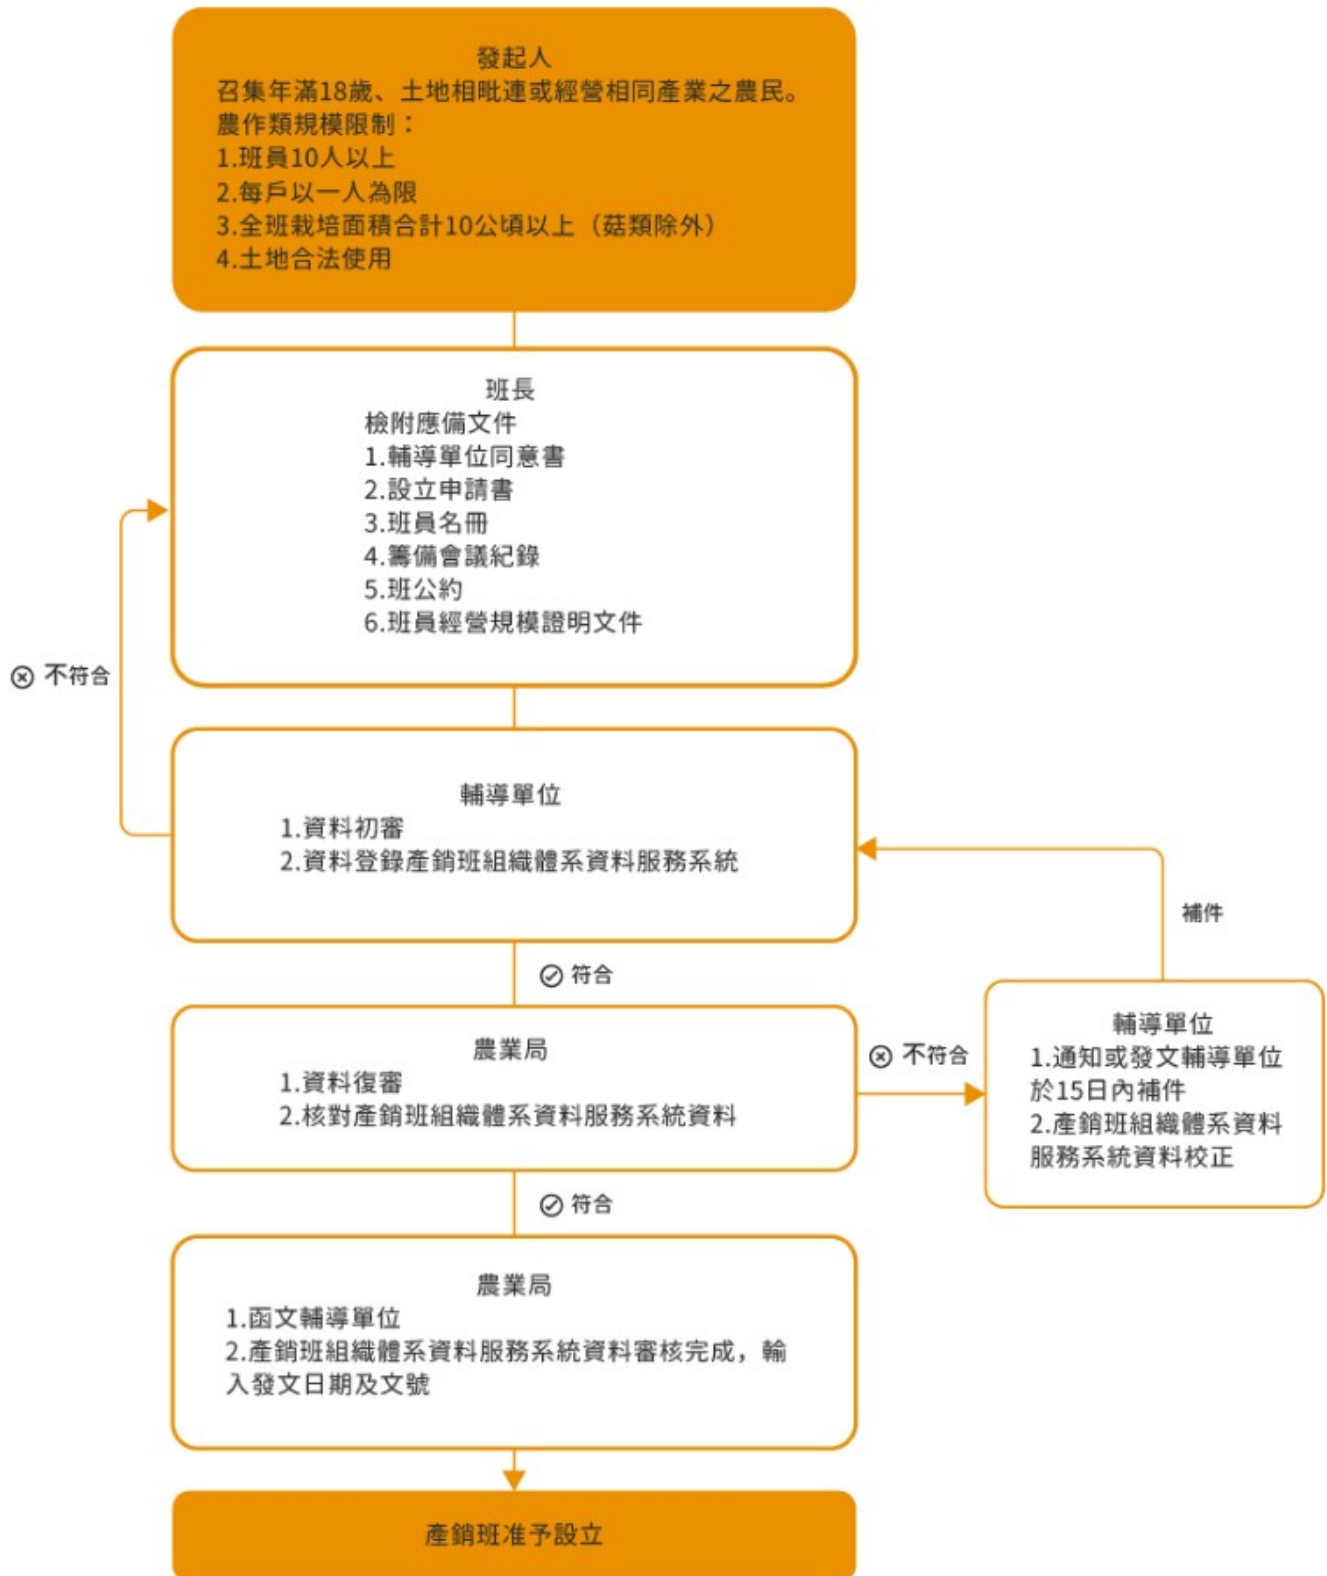 發起人
召集年滿18歲、土地相毗連或經營相同產業之農民。
農作類規模限制：
1.班員10人以上
2.每戶以一人為限
3.全班栽培面積合計10公頃以上（菇類除外）
4.土地合法使用
班長
檢附應備文件
1.輔導單位同意書
2.設立申請書
3.班員名冊
4.籌備會議紀錄
5.班公約
6.班員經營規模證明文件
不符合
輔導單位
1.資料初審
2.資料登錄產銷班組織體系資料服務系統
補件
符合
農業局
1.資料復審
2.核對產銷班組織體系資料服務系統資料
不符合
輔導單位
1.通知或發文輔導單位
於15日內補件
2.產銷班組織體系資料
服務系統資料校正
符合
農業局
1.函文輔導單位
2.產銷班組織體系資料服務系統資料審核完成，輸
入發文日期及文號
產銷班准予設立